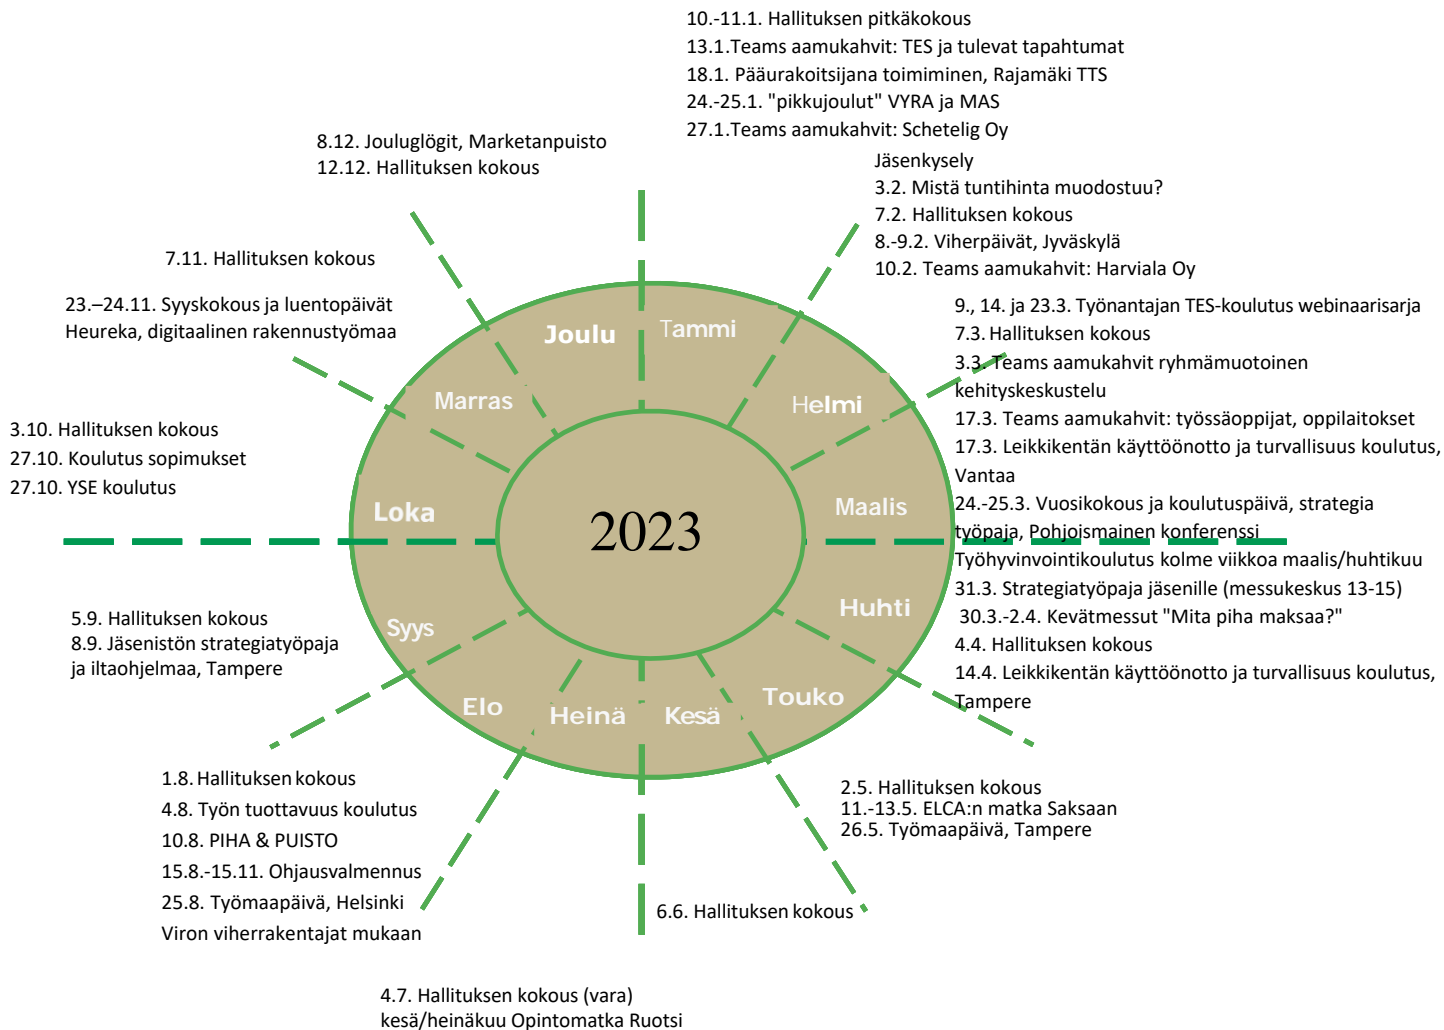 10.-11.1. Hallituksen pitkäkokous
13.1.Teams aamukahvit: TES ja tulevat tapahtumat
18.1. Pääurakoitsijana toimiminen, Rajamäki TTS
24.-25.1. "pikkujoulut" VYRA ja MAS
27.1.Teams aamukahvit: Schetelig Oy
Jäsenkysely
3.2. Mistä tuntihinta muodostuu?
7.2. Hallituksen kokous
8.-9.2. Viherpäivät, Jyväskylä
10.2. Teams aamukahvit: Harviala Oy
9., 14. ja 23.3. Työnantajan TES-koulutus webinaarisarja
7.3. Hallituksen kokous
3.3. Teams aamukahvit ryhmämuotoinen
kehityskeskustelu
17.3. Teams aamukahvit: työssäoppijat, oppilaitokset
17.3. Leikkikentän käyttöönotto ja turvallisuus koulutus,
Vantaa
24.-25.3. Vuosikokous ja koulutuspäivä, strategia
työpaja, Pohjoismainen konferenssi
Työhyvinvointikoulutus kolme viikkoa maalis/huhtikuu
31.3. Strategiatyöpaja jäsenille (messukeskus 13-15)
30.3.-2.4. Kevätmessut "Mita piha maksaa?"
4.4. Hallituksen kokous
14.4. Leikkikentän käyttöönotto ja turvallisuus koulutus,
Tampere
2.5. Hallituksen kokous
11.-13.5. ELCA:n matka Saksaan
26.5. Työmaapäivä, Tampere
6.6. Hallituksen kokous
4.7. Hallituksen kokous (vara)
kesä/heinäkuu Opintomatka Ruotsi
1.8. Hallituksen kokous
4.8. Työn tuottavuus koulutus
10.8. PIHA & PUISTO
15.8.-15.11. Ohjausvalmennus
25.8. Työmaapäivä, Helsinki
Viron viherrakentajat mukaan
5.9. Hallituksen kokous
8.9. Jäsenistön strategiatyöpaja
ja iltaohjelmaa, Tampere
3.10. Hallituksen kokous
27.10. Koulutus sopimukset
27.10. YSE koulutus
7.11. Hallituksen kokous
23.–24.11. Syyskokous ja luentopäivät
Heureka, digitaalinen rakennustyömaa
8.12. Jouluglögit, Marketanpuisto
12.12. Hallituksen kokous
Tammi
Helmi
Maalis
Huhti
Touko
Kesä
Heinä
Elo
Syys
Loka
Marras
Joulu
2023